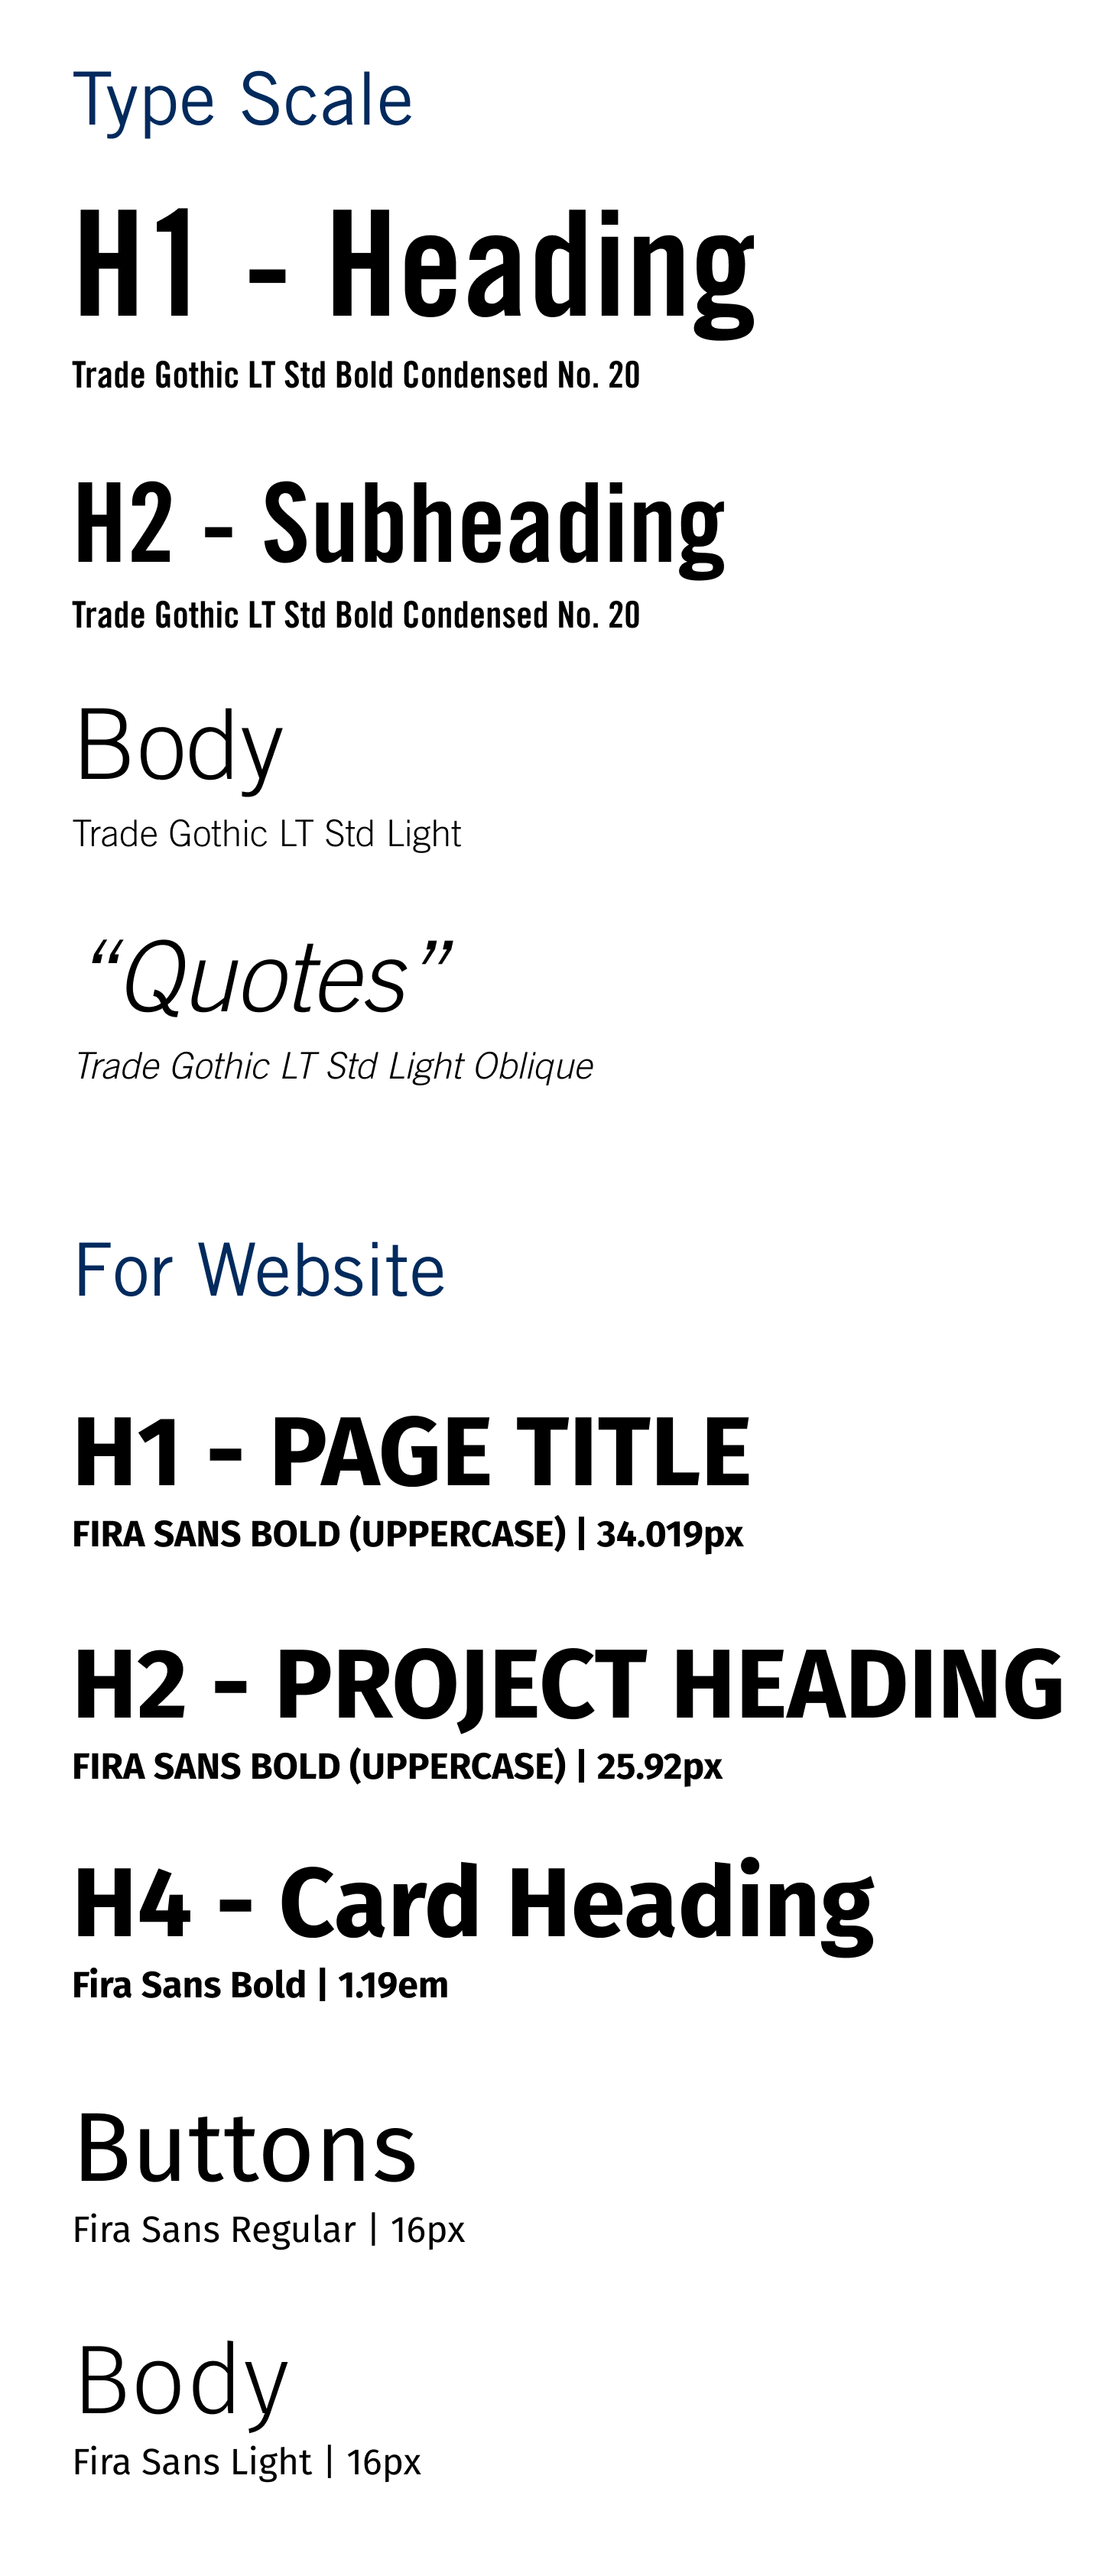 Type Scale
H1 - Heading
Trade Gothic LT Std Bold Condensed No. 20
H2 - Subheading
Trade Gothic LT Std Bold Condensed No. 20
Body
Trade Gothic LT Std Light
“Quotes”
Trade Gothic LT Std Light Oblique
For Website
H1 - PAGE TITLE
FIRA SANS BOLD (UPPERCASE) | 34.019px
H2 - PROJECT HEADING
FIRA SANS BOLD (UPPERCASE) | 25.92px
H4 - Card Heading
Fira Sans Bold | 1.19em
Buttons
Fira Sans Regular | 16px
Body
Fira Sans Light | 16px